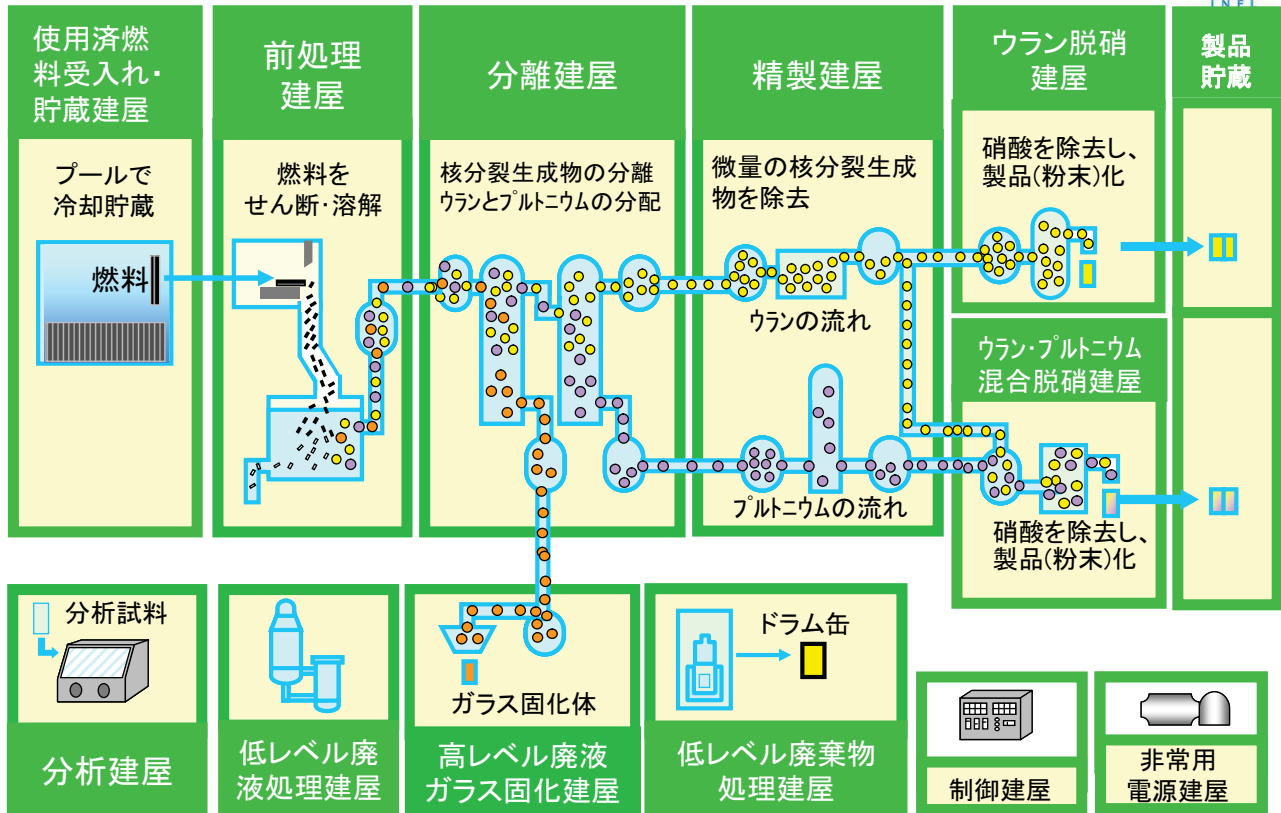 INFL
使用済燃
料受入れ・
貯蔵建屋
前処理
建屋
分離建屋
精製建屋
ウラン脱硝
建屋
製品
貯蔵
プールで
冷却貯蔵
燃料
燃料を
せん断・溶解
核分裂生成物の分離
ウランとプルトニウムの分配
微量の核分裂生成
物を除去
ウランの流れ
プルトニウムの流れ
硝酸を除去し、
製品(粉末)化
ウラン・プルトニウム
混合脱硝建屋
硝酸を除去し、
製品(粉末)化
分析試料
分析建屋
低レベル廃
液処理建屋
ガラス固化体
高レベル廃液
ガラス固化建屋
ドラム缶
低レベル廃棄物
処理建屋
制御建屋
非常用
電源建屋